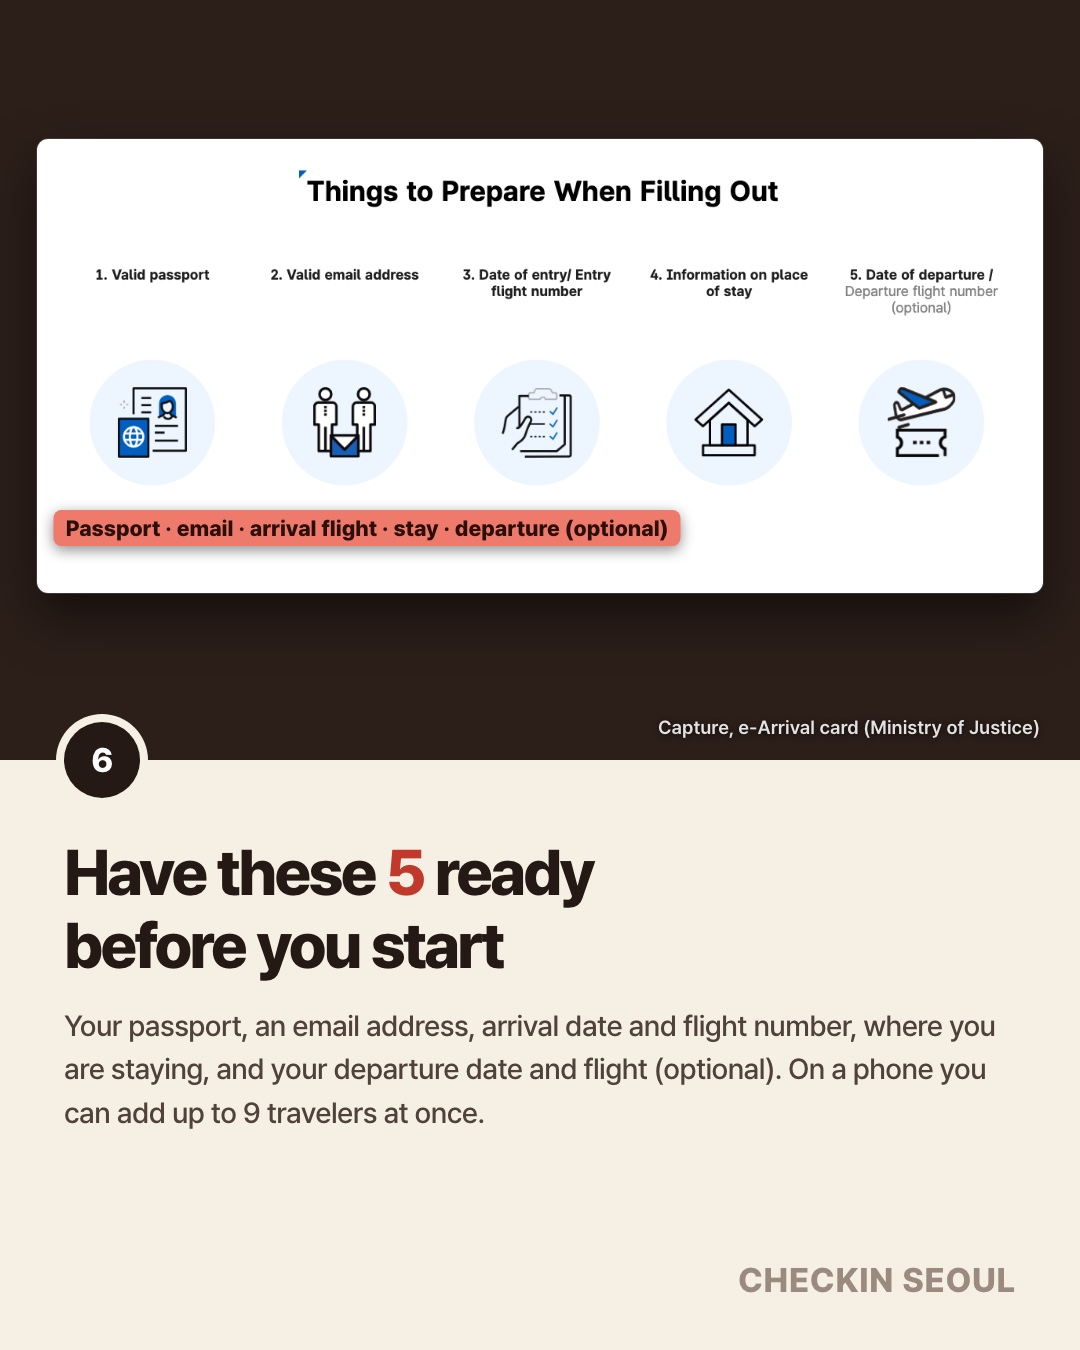 Things to Prepare When Filling Out
1. Valid passport
2. Valid email address
3. Date of entry/ Entry
flight number
4. Information on place
of stay
5. Date of departure /
Departure flight number
(optional)
Passport · email · arrival flight · stay · departure (optional)
Capture, e-Arrival card (Ministry of Justice)
6
Have these 5 ready
before you start
Your passport, an email address, arrival date and flight number, where you
are staying, and your departure date and flight (optional). On a phone you
can add up to 9 travelers at once.
CHECKIN SEOUL